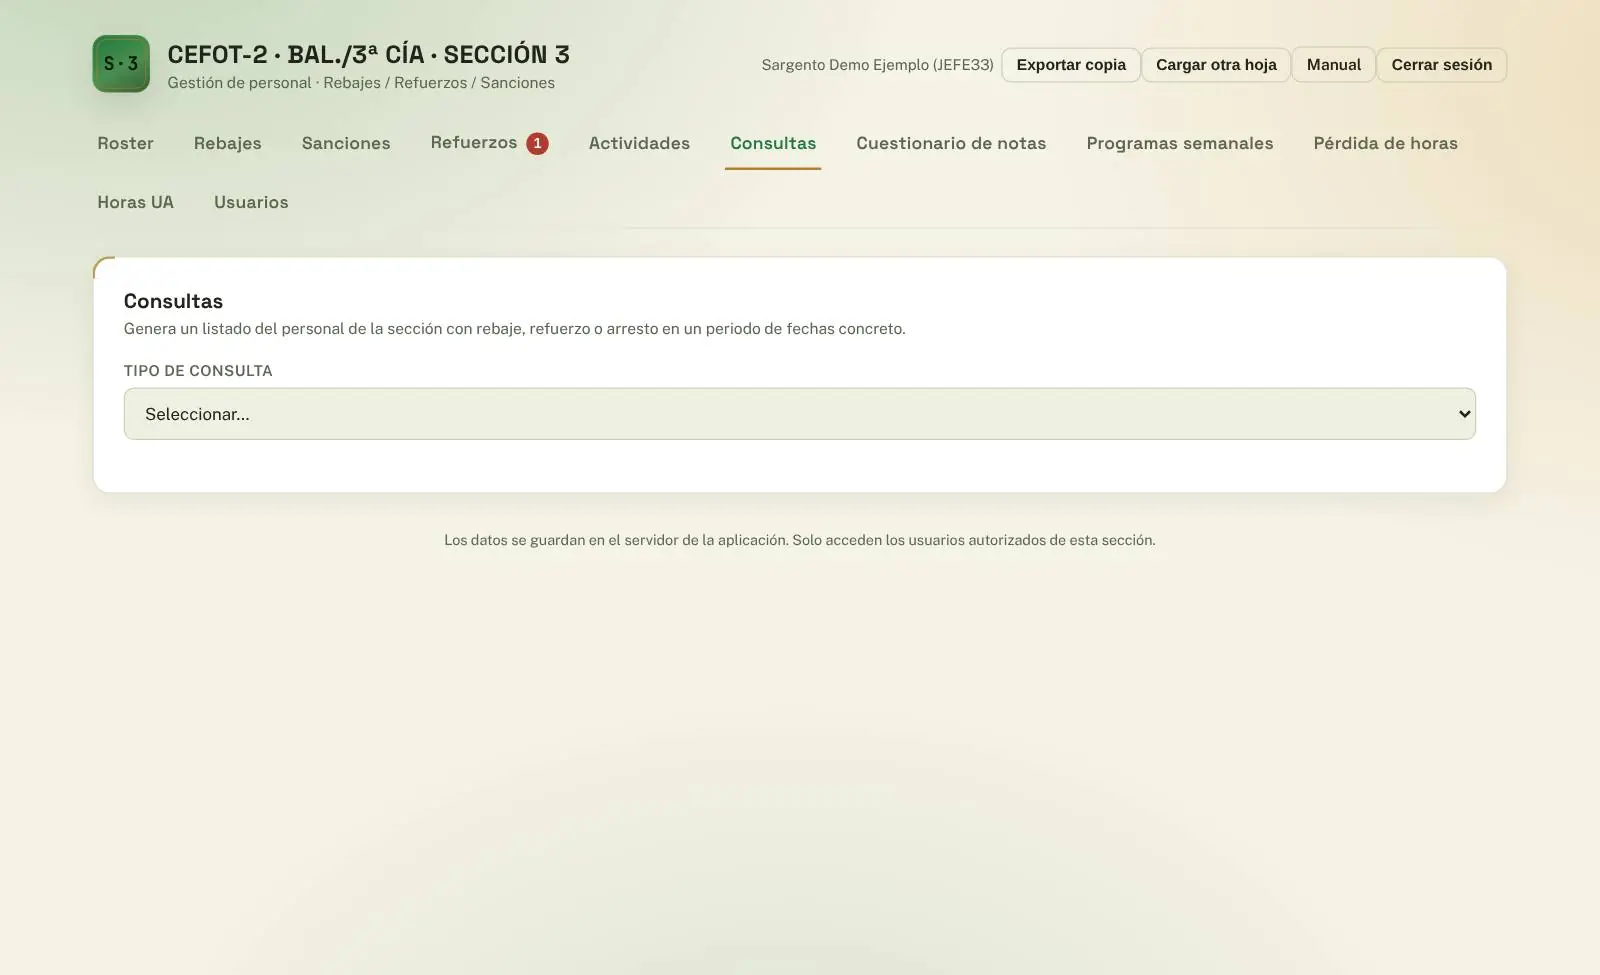 S·3
CEFOT-2 · BAL./3ª CÍA · SECCIÓN 3
Gestión de personal · Rebajes / Refuerzos / Sanciones
Sargento Demo Ejemplo (JEFE33)
Exportar copia
Cargar otra hoja
Manual
Cerrar sesión
Roster
Rebajes
Sanciones
Refuerzos 1
Actividades
Consultas
Cuestionario de notas
Programas semanales
Pérdida de horas
Horas UA
Usuarios
Consultas
Genera un listado del personal de la sección con rebaje, refuerzo o arresto en un periodo de fechas concreto.
TIPO DE CONSULTA
Seleccionar...
Los datos se guardan en el servidor de la aplicación. Solo acceden los usuarios autorizados de esta sección.